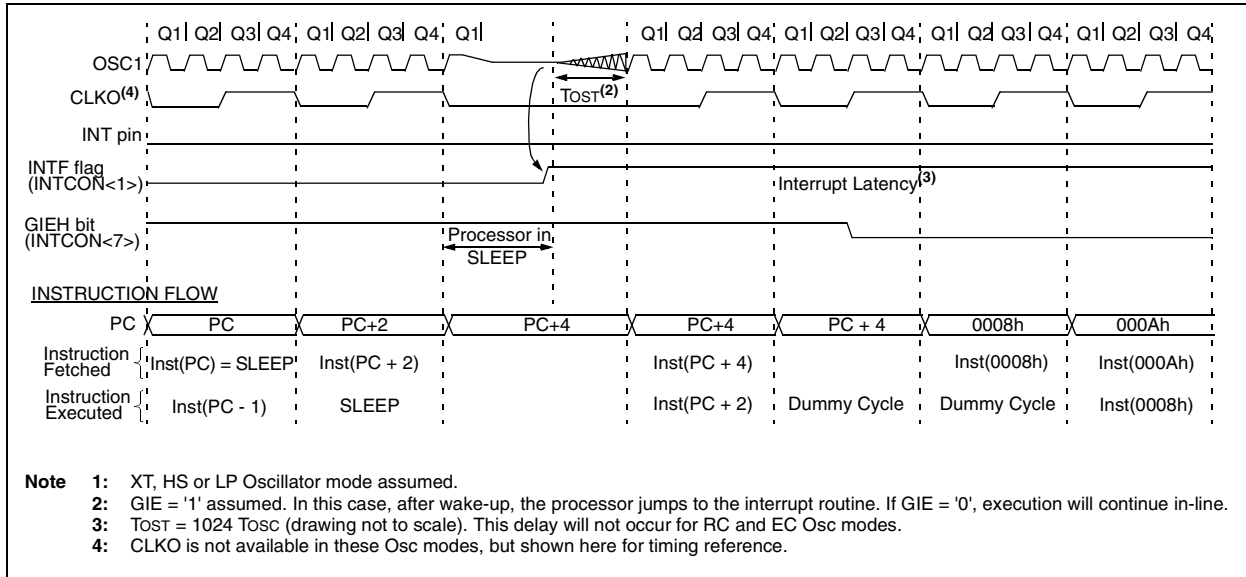 Q1 Q2 Q3 Q4 Q1 Q2 Q3 Q4 Q1 Q1 Q2 Q3 Q4 Q1 Q2 Q3 Q4 Q1 Q2 Q3 Q4 Q1 Q2 Q3 Q4
OSC1
CLKO(4)
TOST(2)
INT pin
INTF flag
(INTCON<1>)
Interrupt Latency(3)
GIEH bit
(INTCON<7>)
Processor in
SLEEP
INSTRUCTION FLOW
PC PC PC+2 PC+4 PC+4 PC + 4 0008h 000Ah
Instruction
Fetched
Inst(PC) = SLEEP Inst(PC + 2) Inst(PC + 4) Inst(0008h) Inst(000Ah)
Instruction
Executed
Inst(PC - 1) SLEEP Inst(PC + 2) Dummy Cycle Dummy Cycle Inst(0008h)
Note 1: XT, HS or LP Oscillator mode assumed.
2: GIE = '1' assumed. In this case, after wake-up, the processor jumps to the interrupt routine. If GIE = '0', execution will continue in-line.
3: TOST = 1024 TOSC (drawing not to scale). This delay will not occur for RC and EC Osc modes.
4: CLKO is not available in these Osc modes, but shown here for timing reference.